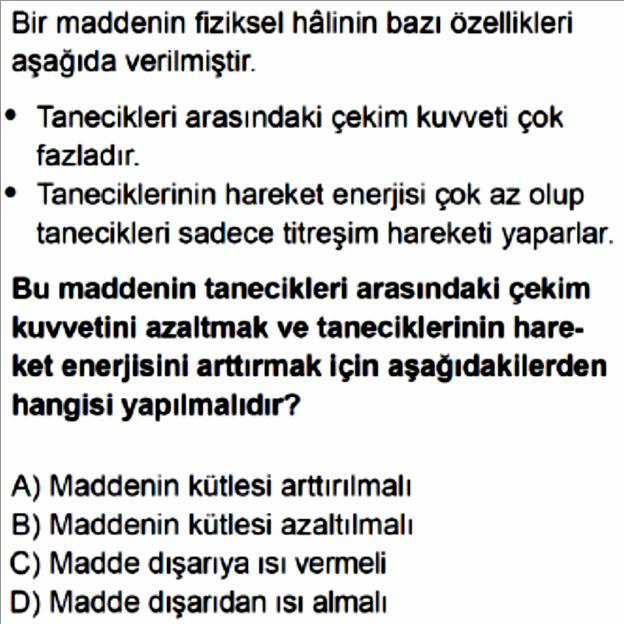 Bir maddenin fiziksel hâlinin bazı özellikleri
aşağıda verilmiştir.
• Tanecikleri arasındaki çekim kuvveti çok
fazladır.
• Taneciklerinin hareket enerjisi çok az olup
tanecikleri sadece titreşim hareketi yaparlar.
Bu maddenin tanecikleri arasındaki çekim
kuvvetini azaltmak ve taneciklerinin hare-
ket enerjisini arttırmak için aşağıdakilerden
hangisi yapılmalıdır?
A) Maddenin kütlesi arttırılmalı
B) Maddenin kütlesi azaltılmalı
C) Madde dışarıya ısı vermeli
D) Madde dışarıdan ısı almalı